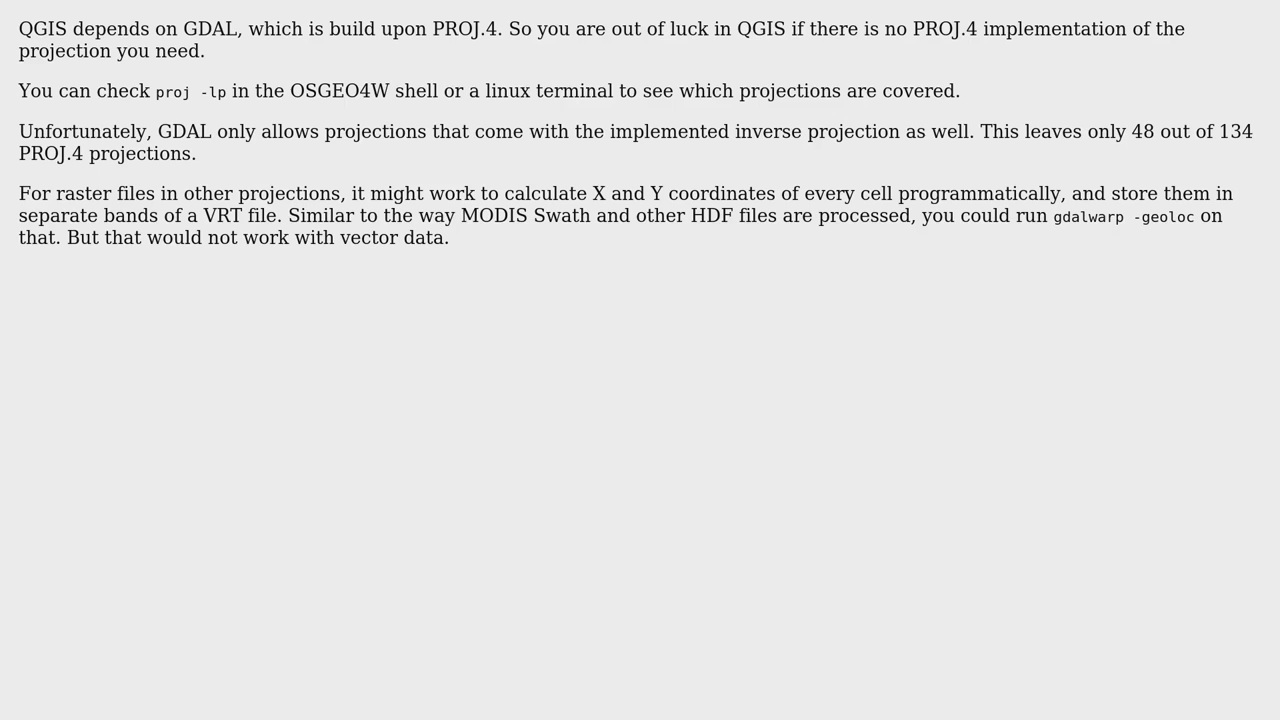 QGIS depends on GDAL, which is build upon PROJ.4. So you are out of luck in QGIS if there is no PROJ.4 implementation of the
projection you need.
You can check proj -lp in the OSGEO4W shell or a linux terminal to see which projections are covered.
Unfortunately, GDAL only allows projections that come with the implemented inverse projection as well. This leaves only 48 out of 134
PROJ.4 projections.
For raster files in other projections, it might work to calculate X and Y coordinates of every cell programmatically, and store them in
separate bands of a VRT file. Similar to the way MODIS Swath and other HDF files are processed, you could run gdalwarp -geoloc on
that. But that would not work with vector data.